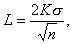 L = 2Kσ / √n,